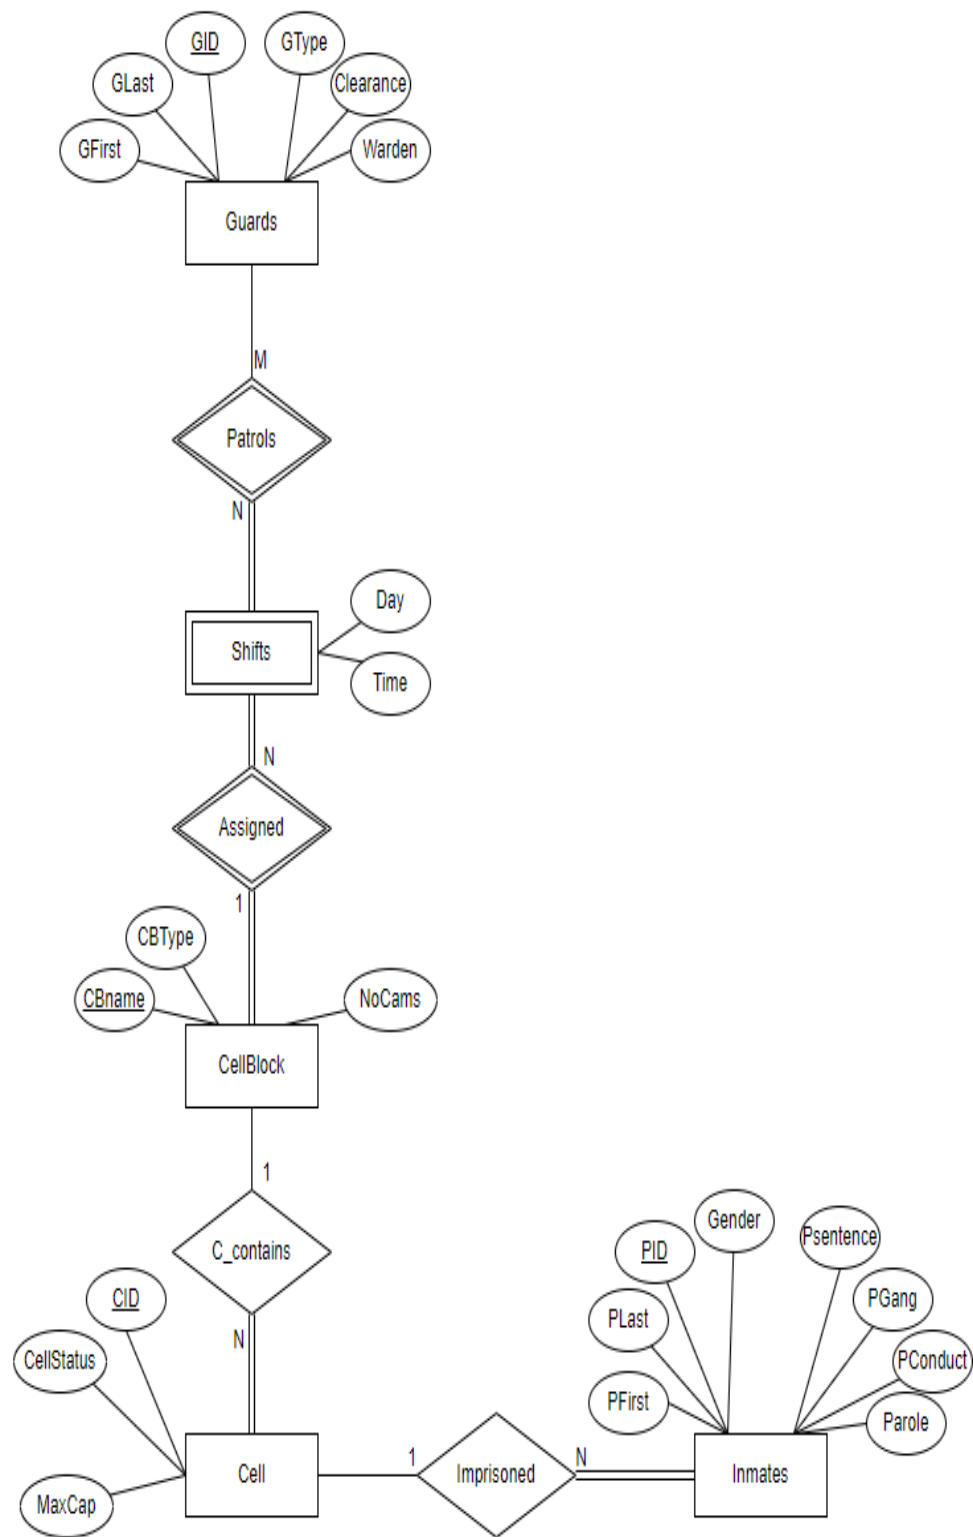 GID
GType
GLast
Clearance
GFirst
Warden
Guards
M
Patrols
N
Day
Shifts
Time
N
Assigned
1
CBType
CBname
NoCams
CellBlock
1
C_contains
Gender
Psentence
PID
CID
PGang
PLast
N
CellStatus
PConduct
PFirst
Parole
1
N
Cell
Imprisoned
Inmates
MaxCap